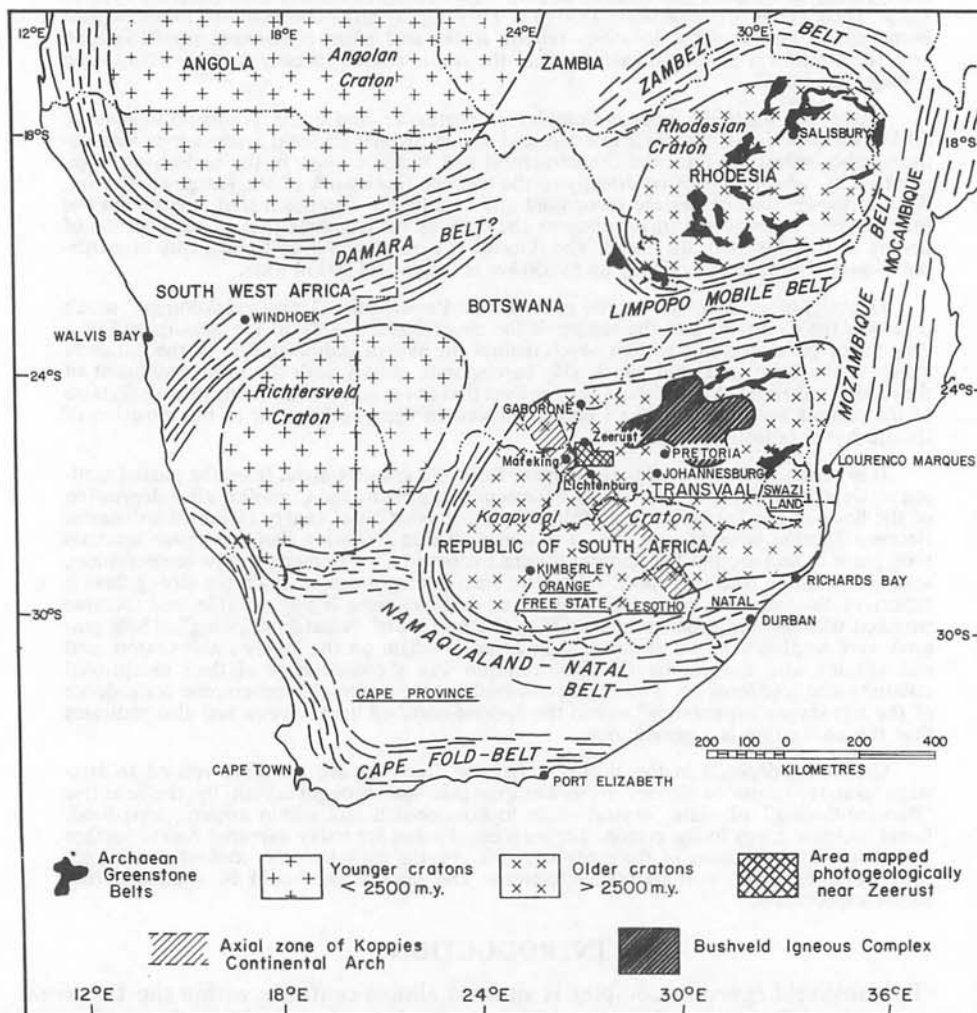 12°E 18°E 24°E 30°E BELT
ANGOLA Angolan Craton ZAMBIA ZAMBEZI
18°S Rhodesian Craton SALISBURY 18°S
RHODESIA
DAMARA BELT BELT
SOUTH WEST AFRICA BOTSWANA LIMPOPO MOBILE BELT
WINDHOEK
WALVIS BAY
MOZAMBIQUE MOCAMBIQUE
24°S 24°S
Richtersveld Craton GABORONE
Zeerust
Mafeking PRETORIA
Lichtenburg JOHANNESBURG LOURENCO MARQUES
TRANSVAAL SWAZI LAND
Kaapvaal Craton
REPUBLIC OF SOUTH AFRICA
KIMBERLEY RICHARDS BAY
ORANGE FREE STATE LESOTHO NATAL
30°S DURBAN 30°S
NAMAQUALAND - NATAL BELT
CAPE PROVINCE
CAPE FOLD-BELT
CAPE TOWN PORT ELIZABETH
200 100 0 200 400
KILOMETRES
Archaean Greenstone Belts
Younger cratons < 2500 m.y.
Older cratons > 2500 m.y.
Area mapped photogeologically near Zeerust
Axial zone of Koppies Continental Arch
Bushveld Igneous Complex
12°E 18°E 24°E 30°E 36°E